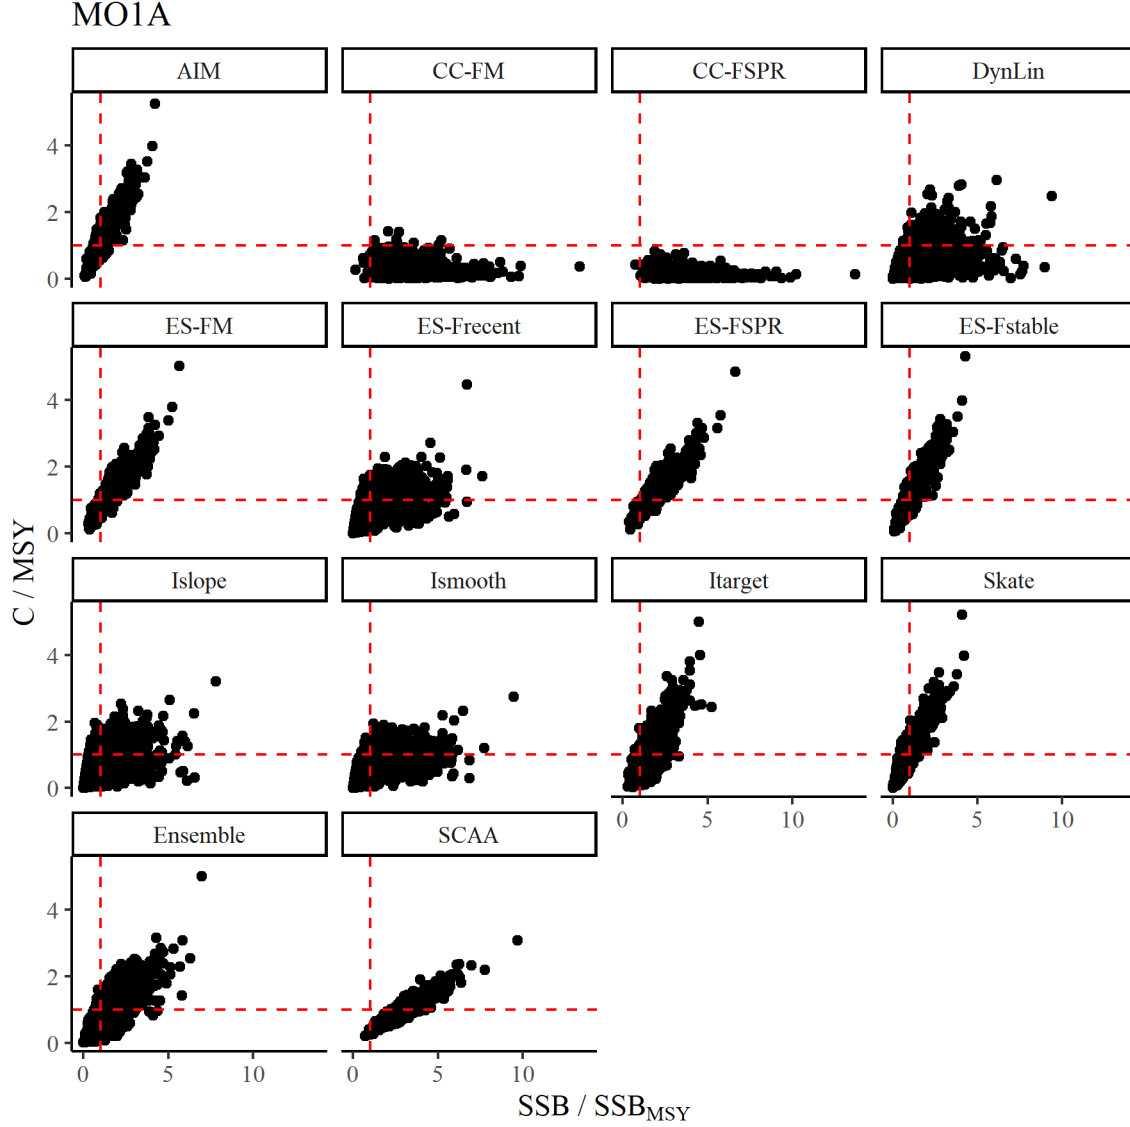 MO1A
AIM CC-FM CC-FSPR DynLin
4
2
0
ES-FM ES-Frecent ES-FSPR ES-Fstable
4
2
0
Islope Ismooth Itarget Skate
4
2
0
0 5 10 0 5 10
Ensemble SCAA
4
2
0
0 5 10 0 5 10
C / MSY
SSB / SSBMSY